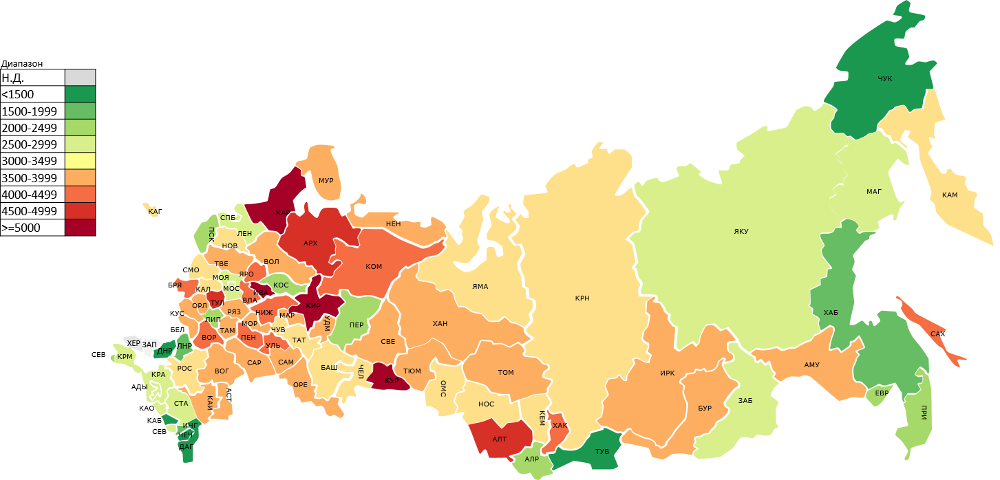 Диапазон
Н.Д.
<1500
1500-1999
2000-2499
2500-2999
3000-3499
3500-3999
4000-4499
4500-4999
>=5000
ЧУК
МУР
МАГ
КАМ
КАГ
КАР
СПБ
НЕН
ПСК
ЛЕН
ЯКУ
НОВ
АРХ
ТВЕ
ВОЛ
КОМ
СМО
ЯРО
МОЯ
БРЯ
КАЛ
МОС
КОС
ЯМА
ИВА
КРН
ОРЛ
ТУЛ
ВЛА
КИР
КУС
РЯЗ
НИЖ
МАР
ХАБ
ЛИП
МОР
УДМ
ПЕР
ХАН
БЕЛ
ТАМ
ЧУВ
САХ
ВОР
ПЕН
ТАТ
СВЕ
ХЕР
ЗАП
ЛНР
УЛЬ
ДНР
СЕВ
КРМ
САР
САМ
АМУ
РОС
ВОГ
БАШ
ЧЕЛ
ТЮМ
ТОМ
ИРК
КРА
КУР
АДЫ
ОРЕ
ОМС
ЕВР
АСТ
ЗАБ
СТА
КАИ
НОС
КАО
БУР
ПРИ
КАБ
КЕМ
ИНГ
ХАК
СЕВ
ЧЕЧ
АЛТ
ДАГ
ТУВ
АЛР